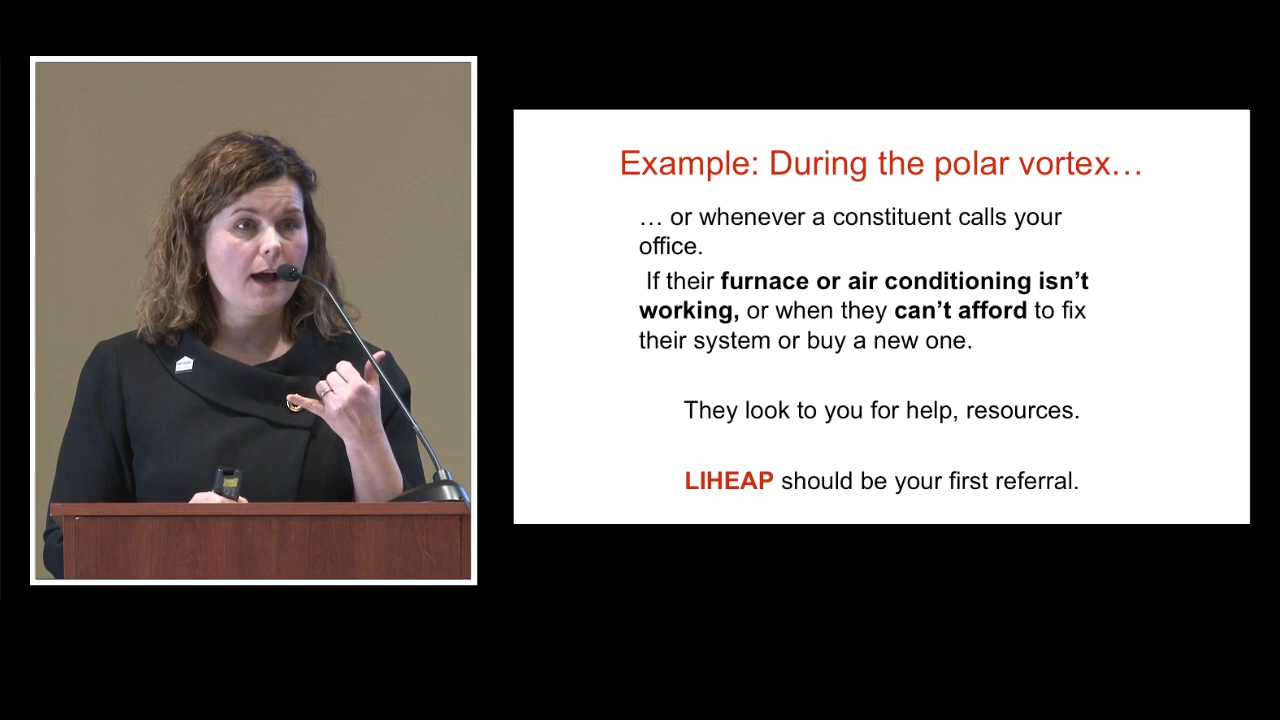 Example: During the polar vortex…
… or whenever a constituent calls your
office.
If their furnace or air conditioning isn’t
working, or when they can’t afford to fix
their system or buy a new one.
They look to you for help, resources.
LIHEAP should be your first referral.